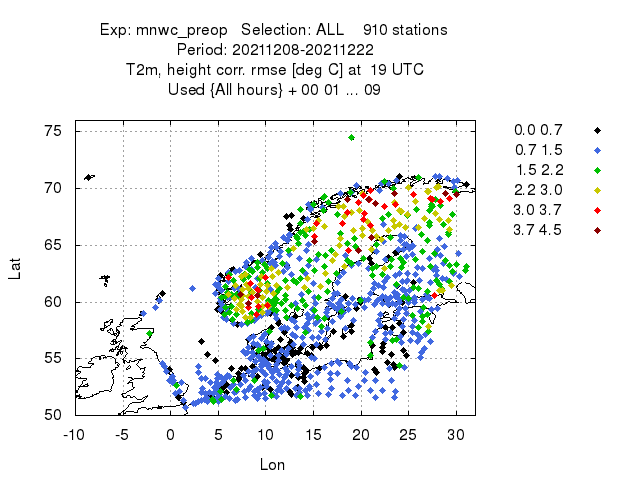 Exp: mnwc_preop Selection: ALL 910 stations
Period: 20211208-20211222
T2m, height corr. rmse [deg C] at 19 UTC
Used {All hours} + 00 01 ... 09
75
70
65
60
55
50
Lat
-10 -5 0 5 10 15 20 25 30
Lon
0.0 0.7
0.7 1.5
1.5 2.2
2.2 3.0
3.0 3.7
3.7 4.5